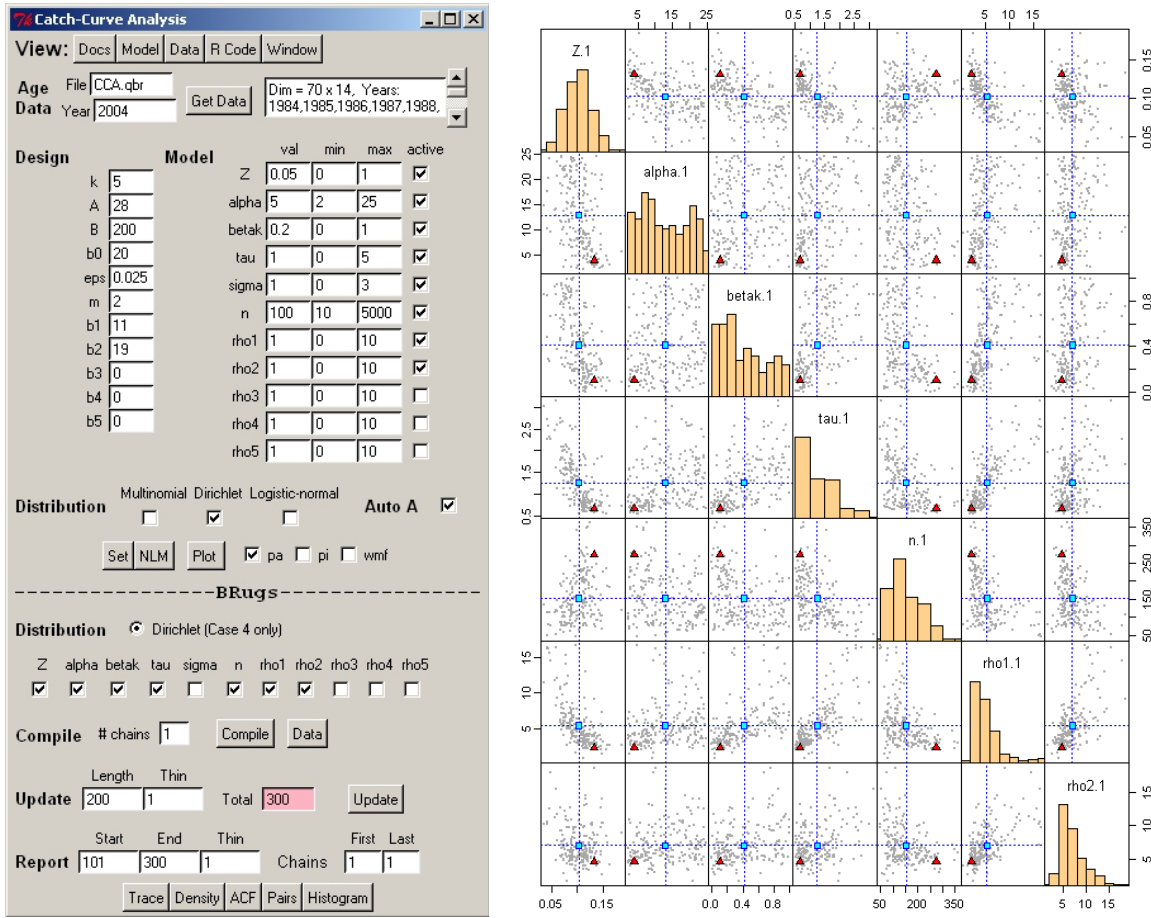 Catch-Curve Analysis
View: Docs Model Data R Code Window
Age Data File CCA.qbr Year 2004 Get Data
Dim = 70 x 14, Years:
1984,1985,1986,1987,1988,
Design Model val min max active
k 5
A 28
B 200
b0 20
eps 0.025
m 2
b1 11
b2 19
b3 0
b4 0
b5 0
Z 0.05 0 1
alpha 5 2 25
betak 0.2 0 1
tau 1 0 5
sigma 1 0 3
n 100 10 5000
rho1 1 0 10
rho2 1 0 10
rho3 1 0 10
rho4 1 0 10
rho5 1 0 10
Distribution Multinomial Dirichlet Logistic-normal Auto A
Set NLM Plot pa pi wmf
BRugs
Distribution Dirichlet (Case 4 only)
Z alpha betak tau sigma n rho1 rho2 rho3 rho4 rho5
Compile # chains 1 Compile Data
Length Thin
Update 200 1 Total 300 Update
Start End Thin First Last
Report 101 300 1 Chains 1 1
Trace Density ACF Pairs Histogram
5 15 25 0.5 1.5 2.5 5 10 15
Z.1
0.05 0.10 0.15
alpha.1
5 10 15 20 25
betak.1
0.0 0.4 0.8
tau.1
0.5 1.5 2.5
n.1
50 150 250 350
rho1.1
5 10 15
rho2.1
5 10 15
0.05 0.15 0.0 0.4 0.8 50 150 250 350 5 10 15